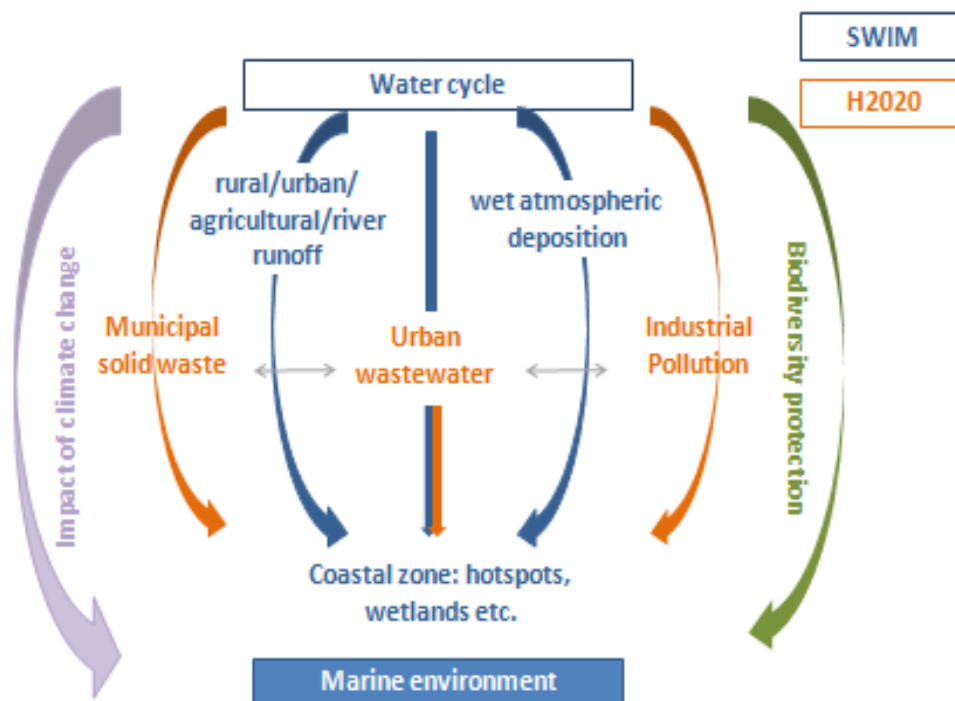 SWIM
H2020
Water cycle
rural/urban/
agricultural/river
runoff
wet atmospheric
deposition
Municipal
solid waste
Urban
wastewater
Industrial
Pollution
Impact of climate change
Biodiversity protection
Coastal zone: hotspots,
wetlands etc.
Marine environment